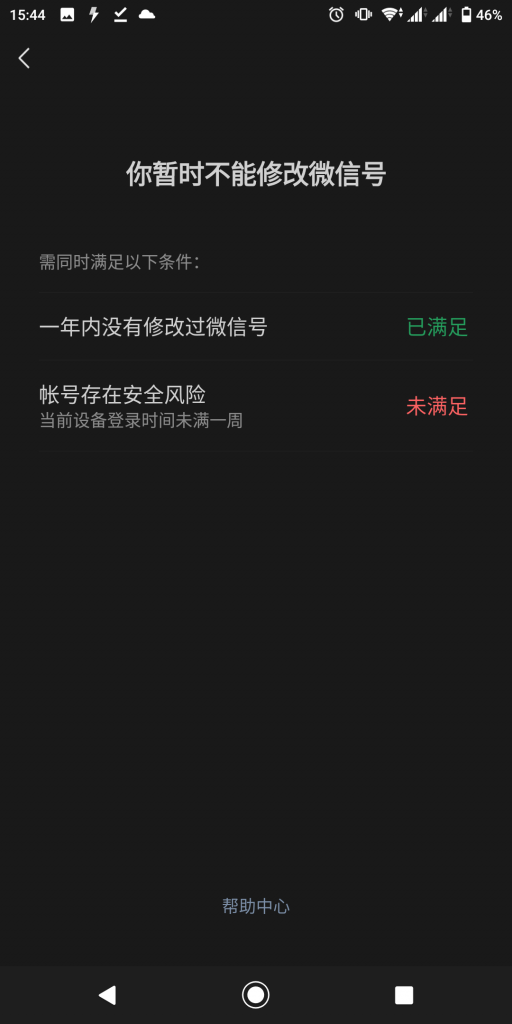 15:44
46%
你暂时不能修改微信号
需同时满足以下条件：
一年内没有修改过微信号
已满足
帐号存在安全风险
当前设备登录时间未满一周
未满足
帮助中心